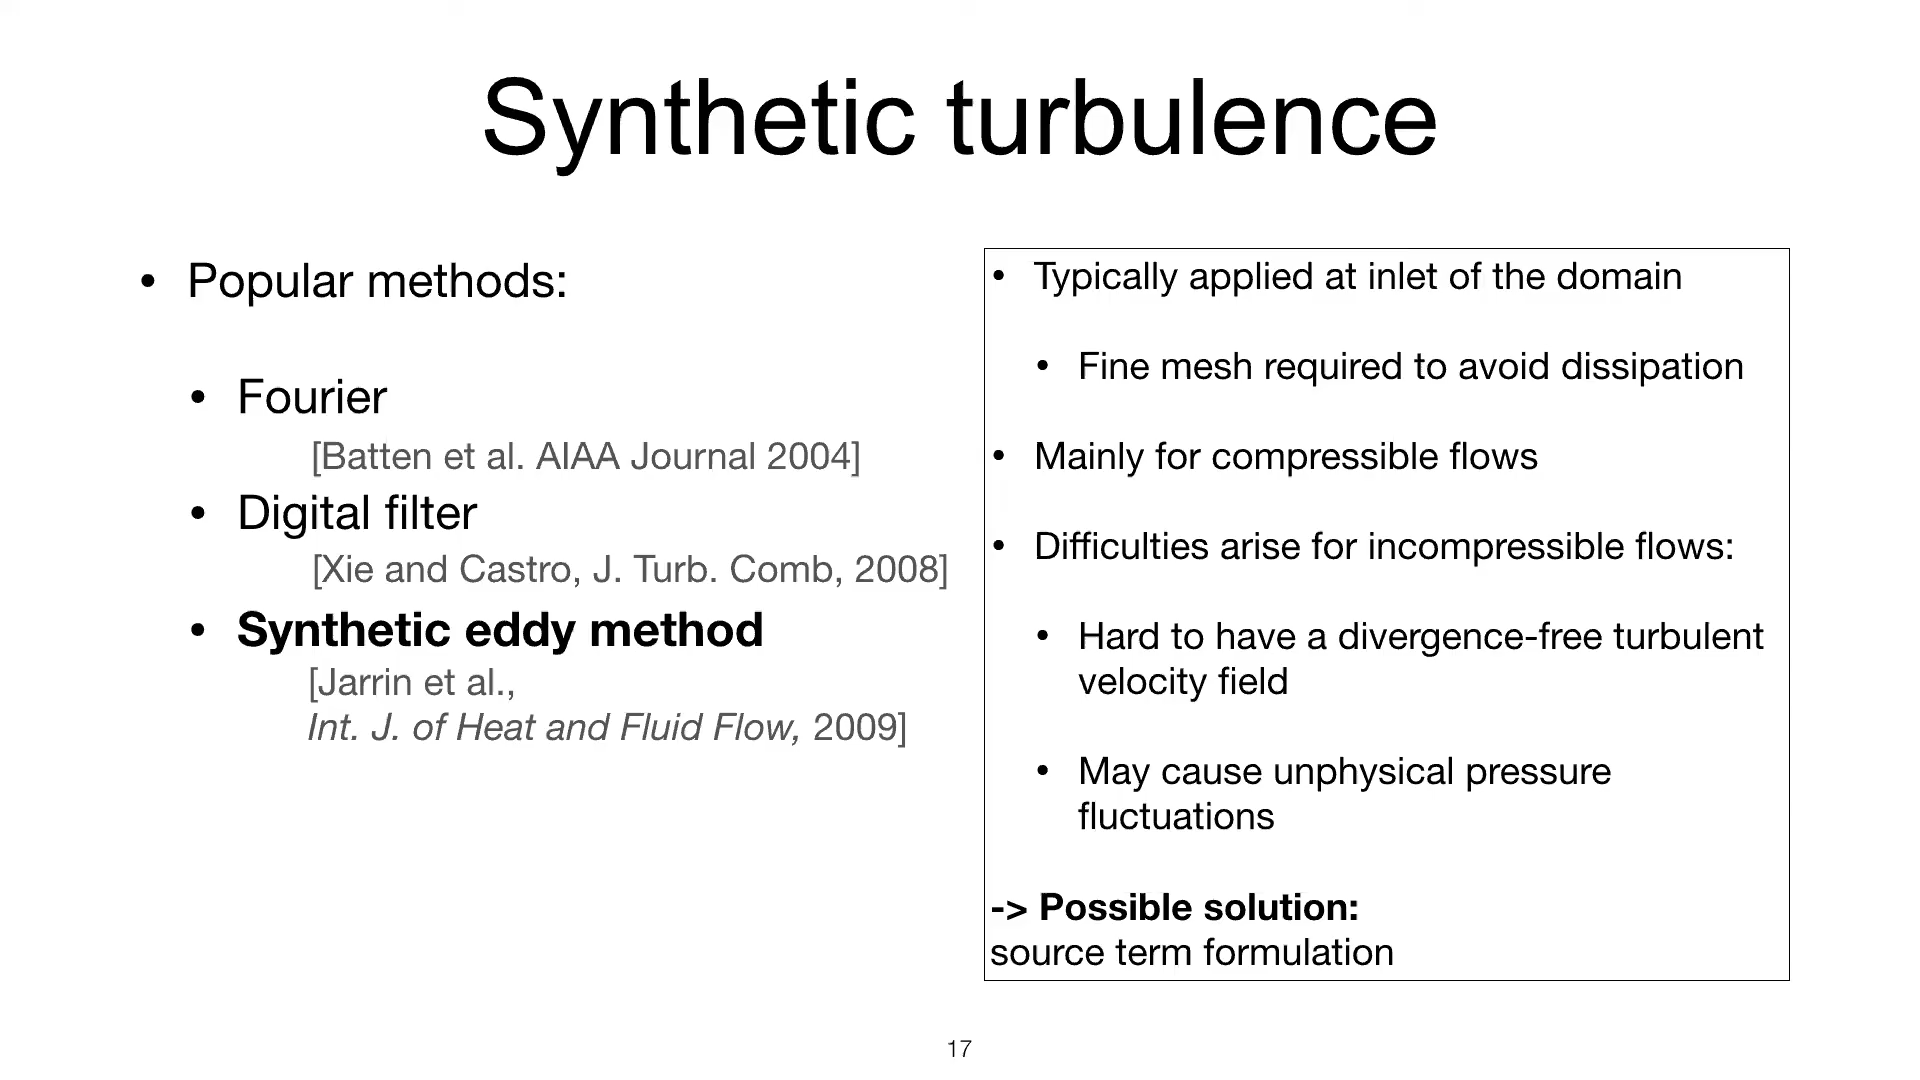 Synthetic turbulence
• Popular methods:
• Fourier
[Batten et al. AIAA Journal 2004]
• Digital filter
[Xie and Castro, J. Turb. Comb, 2008]
• Synthetic eddy method
[Jarrin et al.,
Int. J. of Heat and Fluid Flow, 2009]
• Typically applied at inlet of the domain
• Fine mesh required to avoid dissipation
• Mainly for compressible flows
• Difficulties arise for incompressible flows:
• Hard to have a divergence-free turbulent
velocity field
• May cause unphysical pressure
fluctuations
-> Possible solution:
source term formulation
17